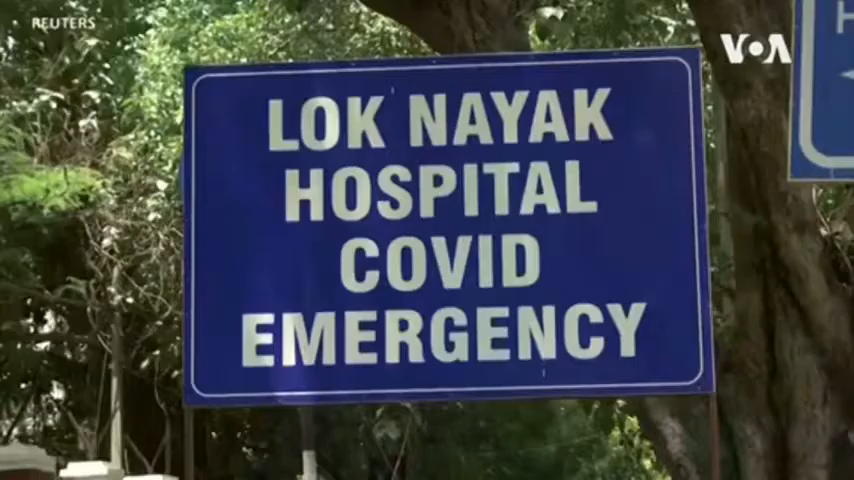 REUTERS
VOA
LOK NAYAK
HOSPITAL
COVID
EMERGENCY
H